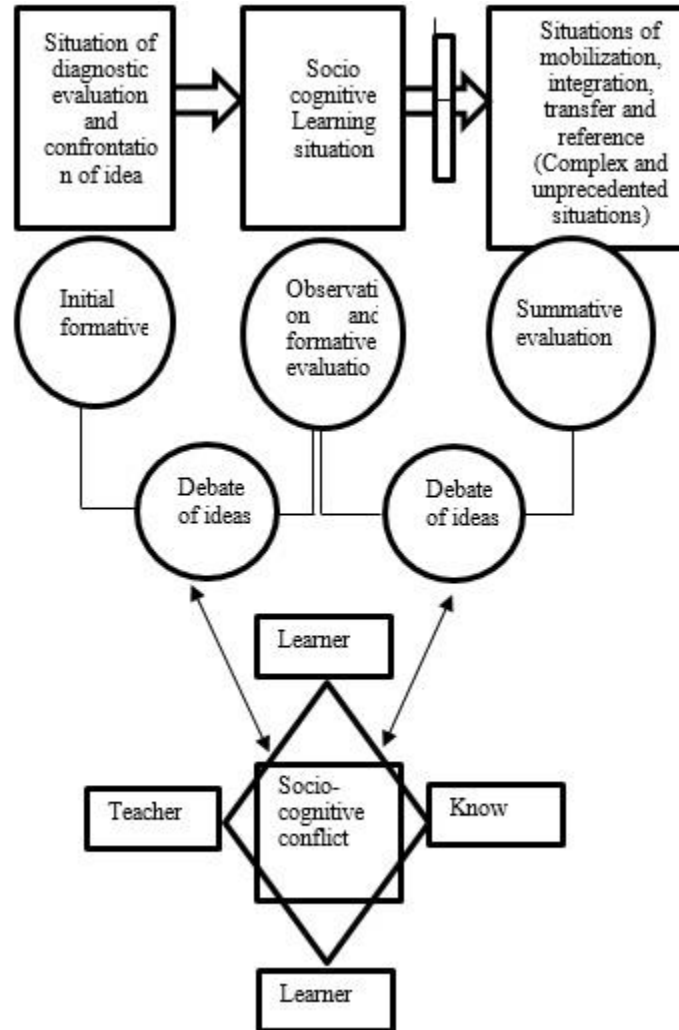 Situation of
diagnostic
evaluation
and
confrontatio
n of idea
Socio
cognitive
Learning
situation
Situations of
mobilization,
integration,
transfer and
reference
(Complex and
unprecedented
situations)
Initial
formative
Observati
on and
formative
evaluatio
Summative
evaluation
Debate
of ideas
Debate
of ideas
Learner
Teacher
Socio-
cognitive
conflict
Know
Learner